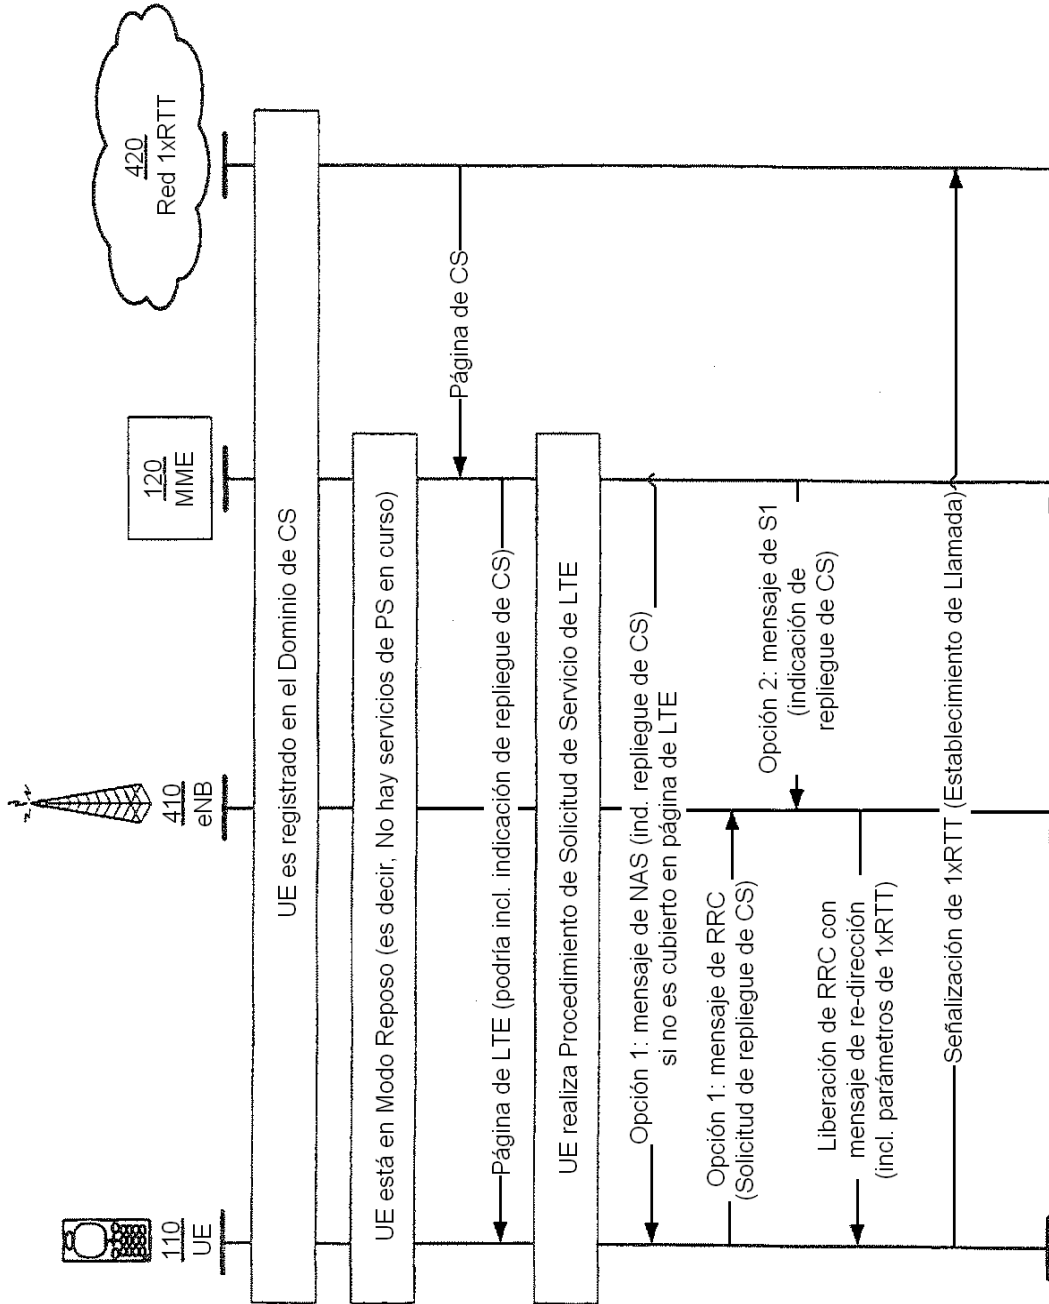 110
UE
410
eNB
120
MME
420
Red 1xRTT
UE es registrado en el Dominio de CS
UE está en Modo Reposo (es decir, No hay servicios de PS en curso)
Página de CS
Página de LTE (podría incl. indicación de repliegue de CS)
UE realiza Procedimiento de Solicitud de Servicio de LTE
Opción 1: mensaje de NAS (ind. repliegue de CS)
si no es cubierto en página de LTE
Opción 1: mensaje de RRC
(Solicitud de repliegue de CS)
Opción 2: mensaje de S1
(indicación de
repliegue de CS)
Liberación de RRC con
mensaje de re-dirección
(incl. parámetros de 1xRTT)
Señalización de 1xRTT (Establecimiento de Llamada)